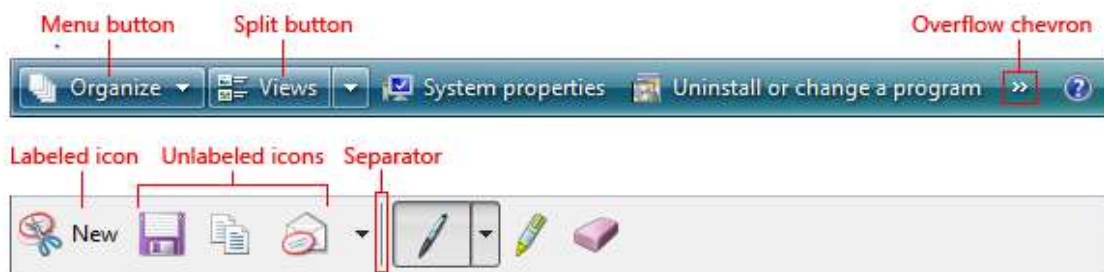 Menu button Split button Overflow chevron
Organize Views System properties Uninstall or change a program »
Labeled icon Unlabeled icons Separator
New